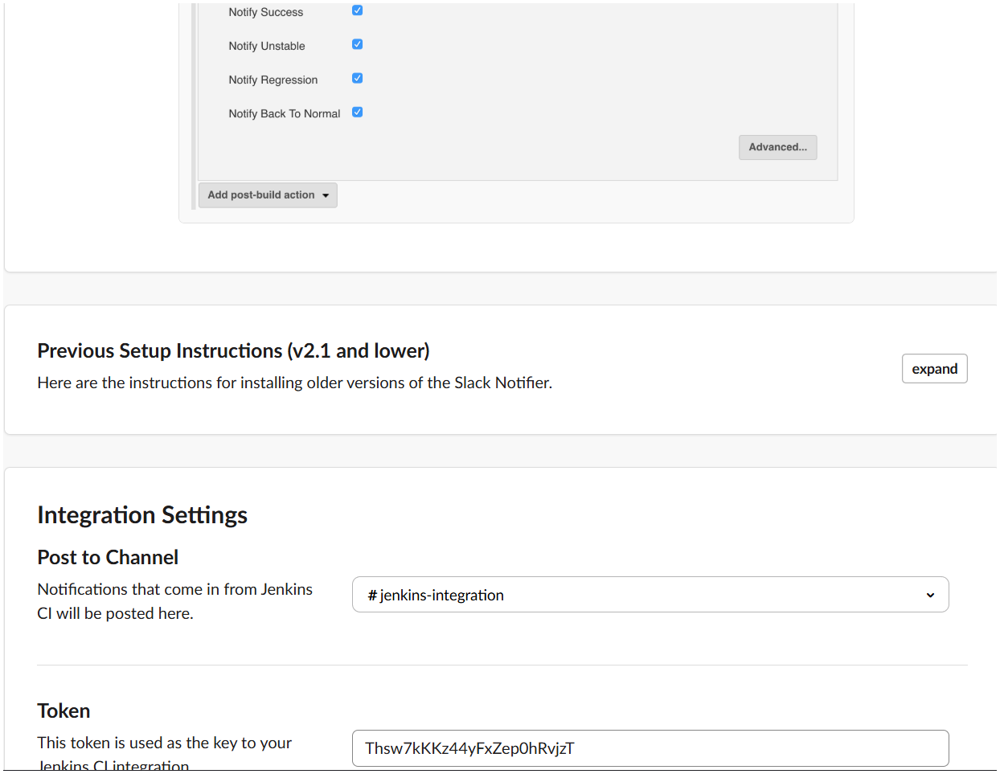 Notify Success
Notify Unstable
Notify Regression
Notify Back To Normal
Advanced...
Add post-build action
Previous Setup Instructions (v2.1 and lower)
Here are the instructions for installing older versions of the Slack Notifier.
expand
Integration Settings
Post to Channel
Notifications that come in from Jenkins
CI will be posted here.
# jenkins-integration
Token
This token is used as the key to your
Jenkins CI integration
Thsw7kKKz44yFxZep0hRvjzT